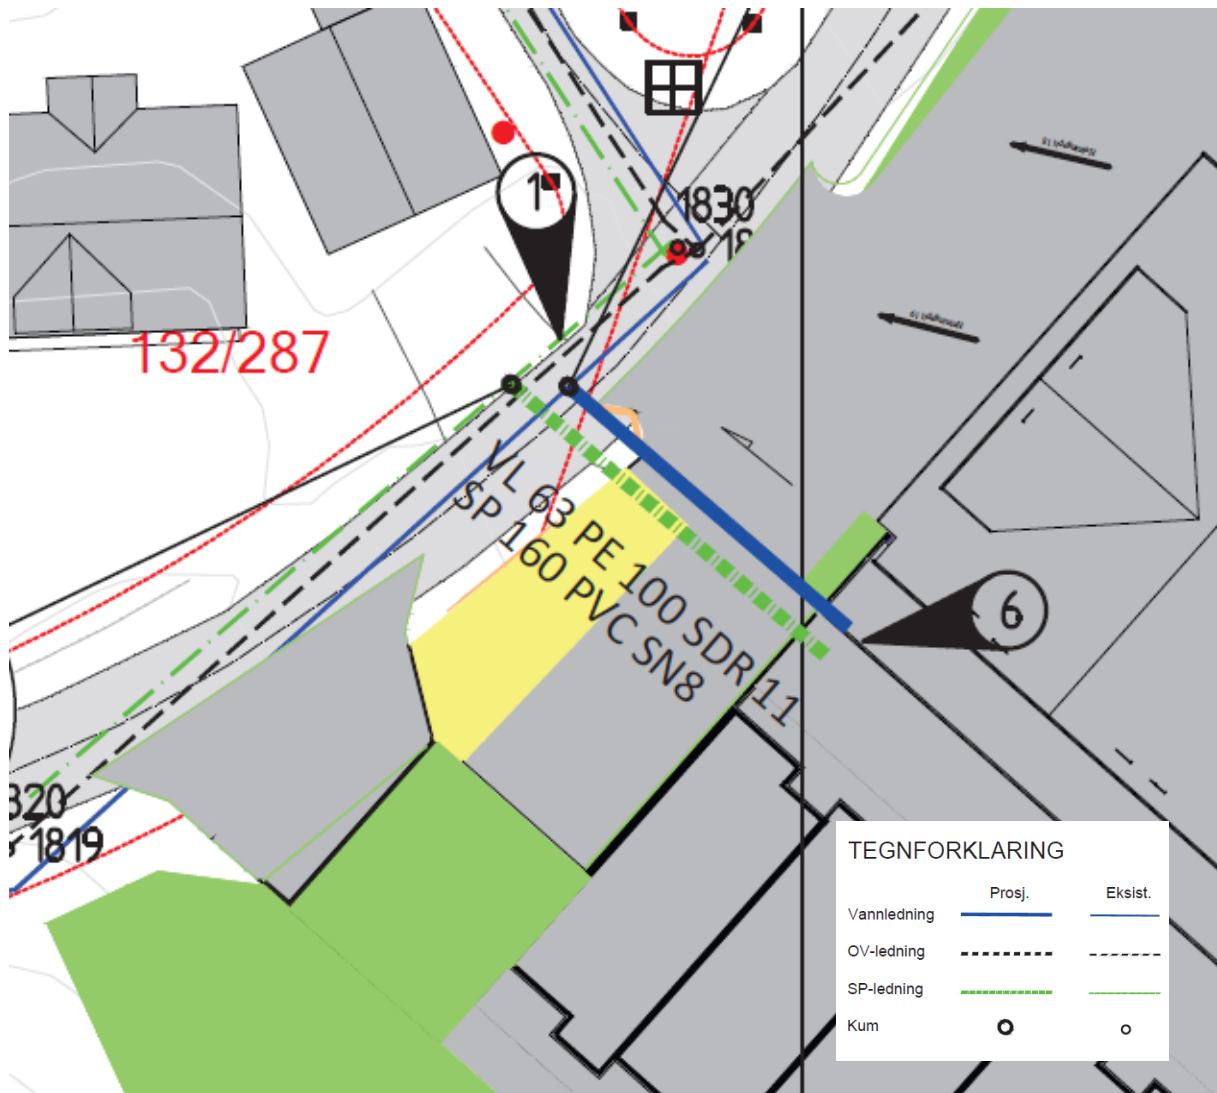 1
1830
18
132/287
VL 63 PE 100 SDR 11
SP 160 PVC SN8
6
320
1819
TEGNFORKLARING
Prosj. Eksist.
Vannledning
OV-ledning
SP-ledning
Kum